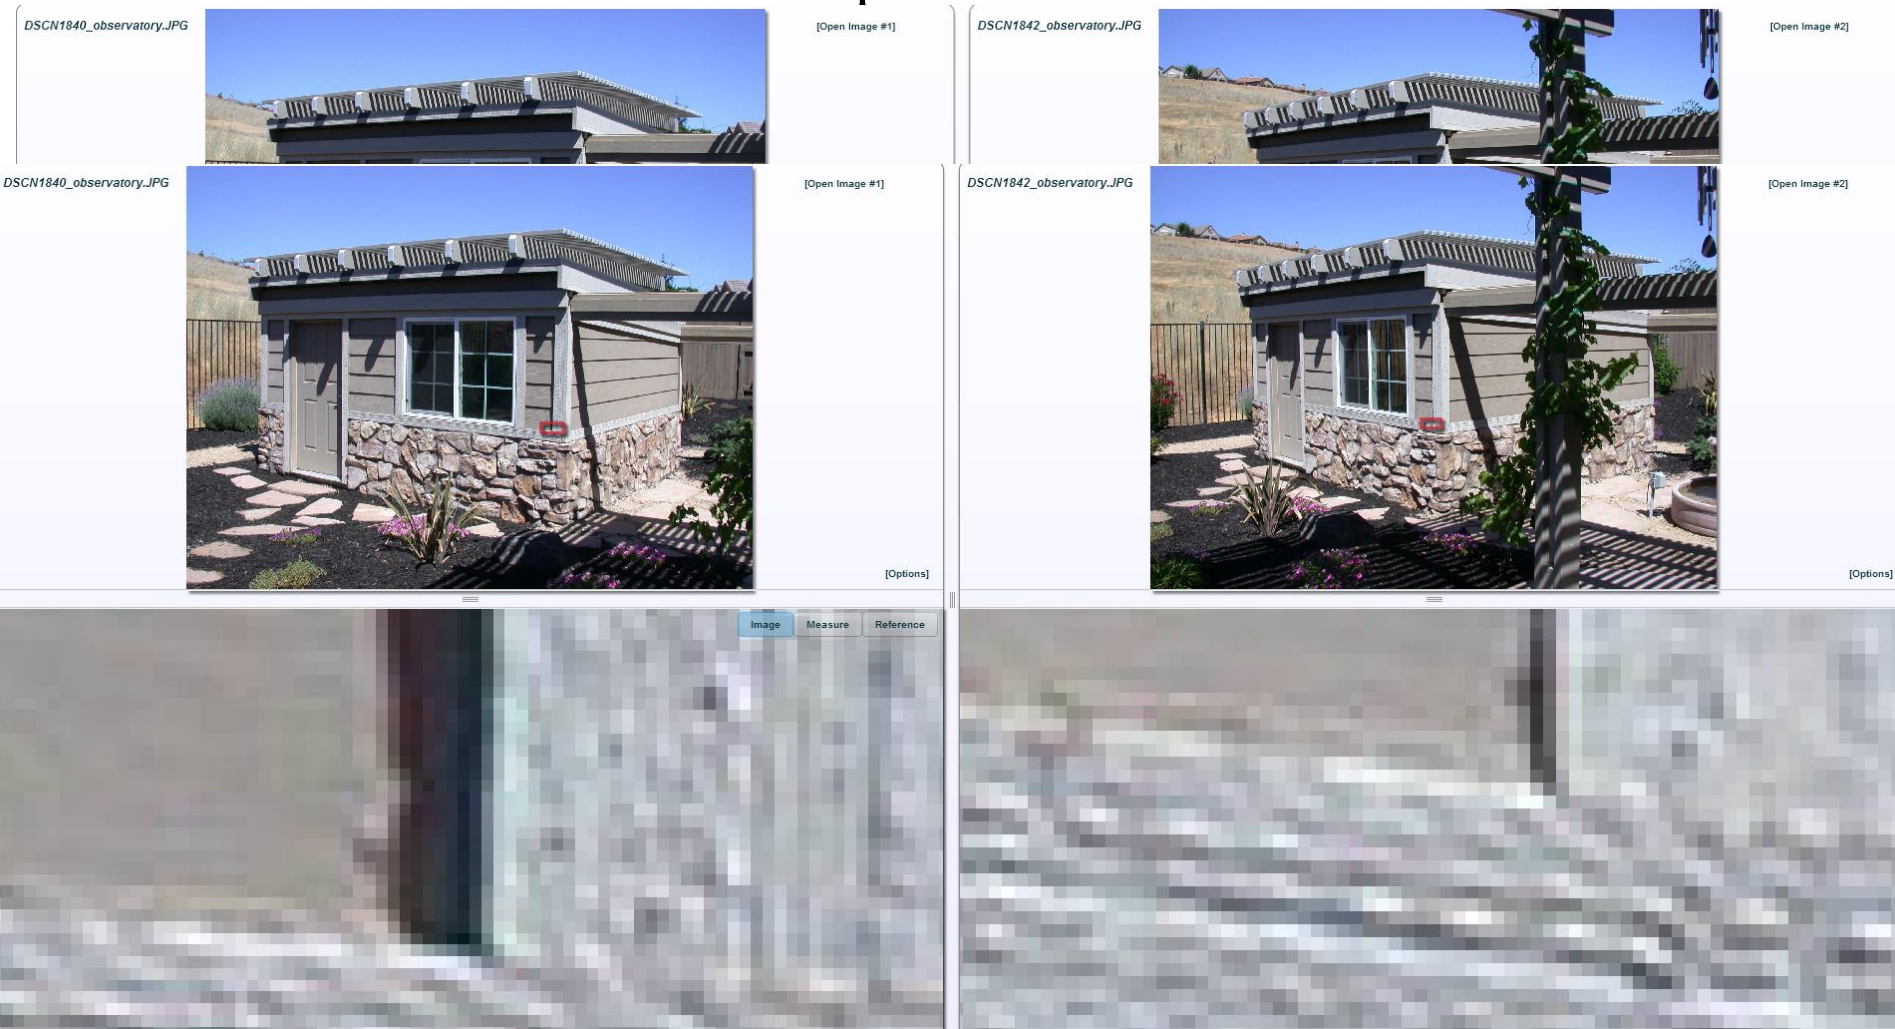 DSCN1840_observatory.JPG [Open Image #1] DSCN1842_observatory.JPG [Open Image #2]
DSCN1840_observatory.JPG [Open Image #1] DSCN1842_observatory.JPG [Open Image #2]
[Options] [Options]
Image Measure Reference